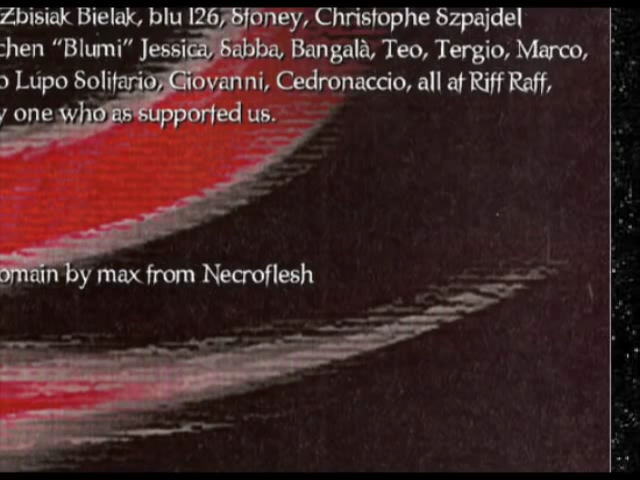 Zbisiak Bielak, blu 126, Stoney, Christophe Szpajdel
chen “Blumi” Jessica, Sabba, Bangalà, Teo, Tergio, Marco,
o Lupo Solitario, Giovanni, Cedronaccio, all at Riff Raff,
y one who as supported us.
omain by max from Necroflesh